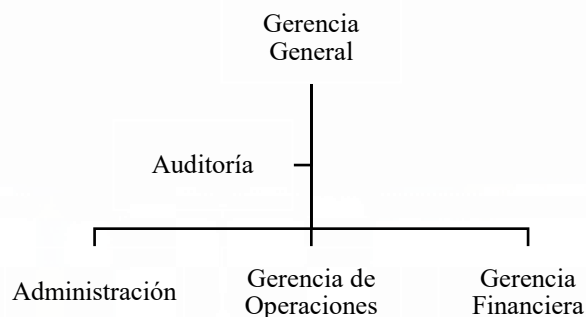 Gerencia
General
Auditoría
Administración
Gerencia de
Operaciones
Gerencia
Financiera